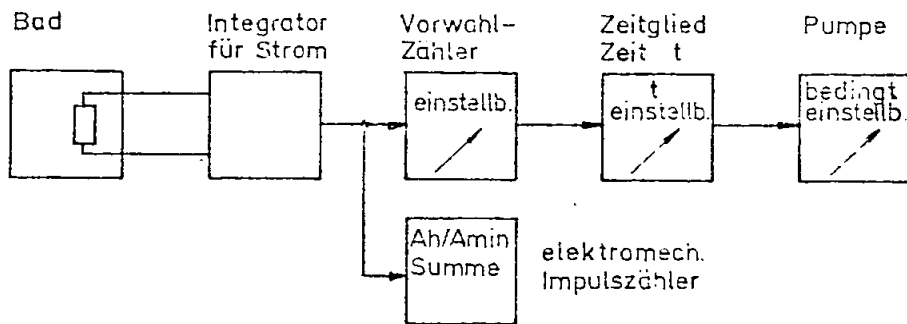 Bad
Integrator
für Strom
Vorwahl-
Zähler
Zeitglied
Zeit t
Pumpe
einstellb.
t
einstellb.
bedingt
einstellb.
Ah/Amin
Summe
elektromech.
Impulszähler